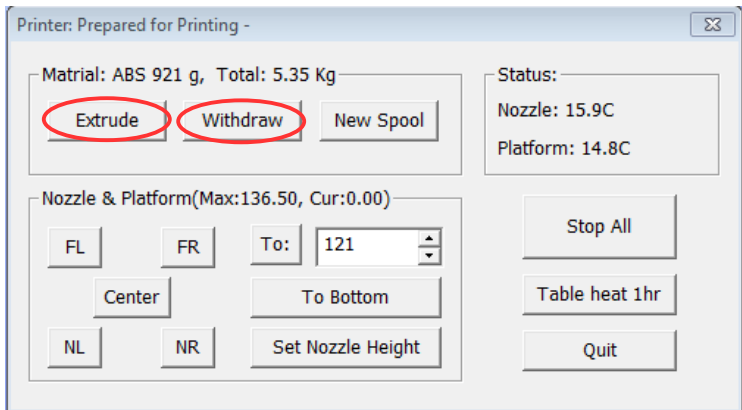 Printer: Prepared for Printing -
Matrial: ABS 921 g, Total: 5.35 Kg
Extrude Withdraw New Spool
Status:
Nozzle: 15.9C
Platform: 14.8C
Nozzle & Platform(Max:136.50, Cur:0.00)
FL FR To: 121
Center To Bottom
NL NR Set Nozzle Height
Stop All
Table heat 1hr
Quit